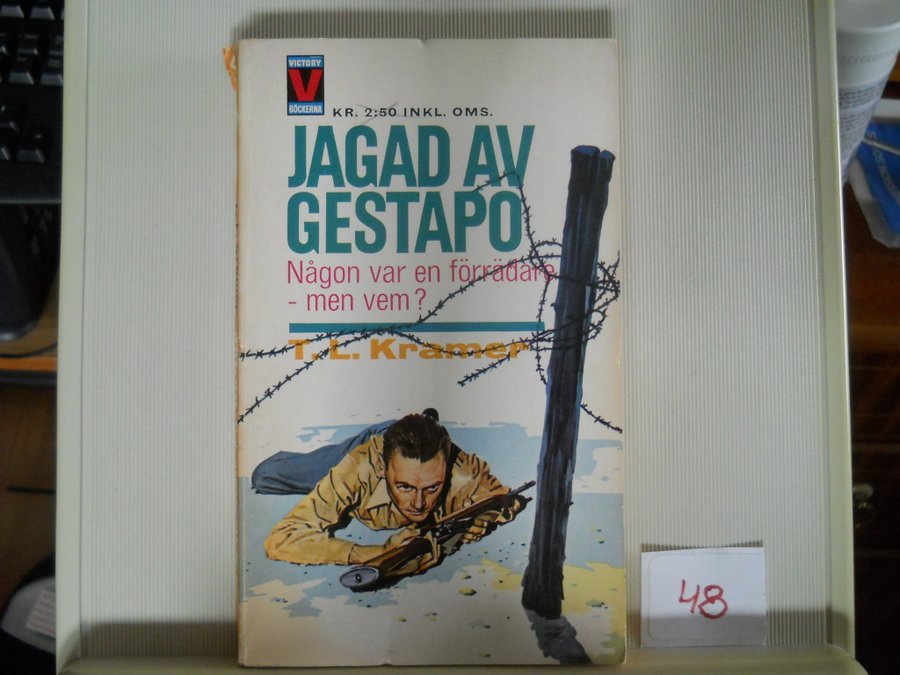 VICTORY
V
BÖCKERNA
KR. 2:50 INKL. OMS.
JAGAD AV
GESTAPO
Någon var en förrädare
- men vem?
T. L. Kramer
48